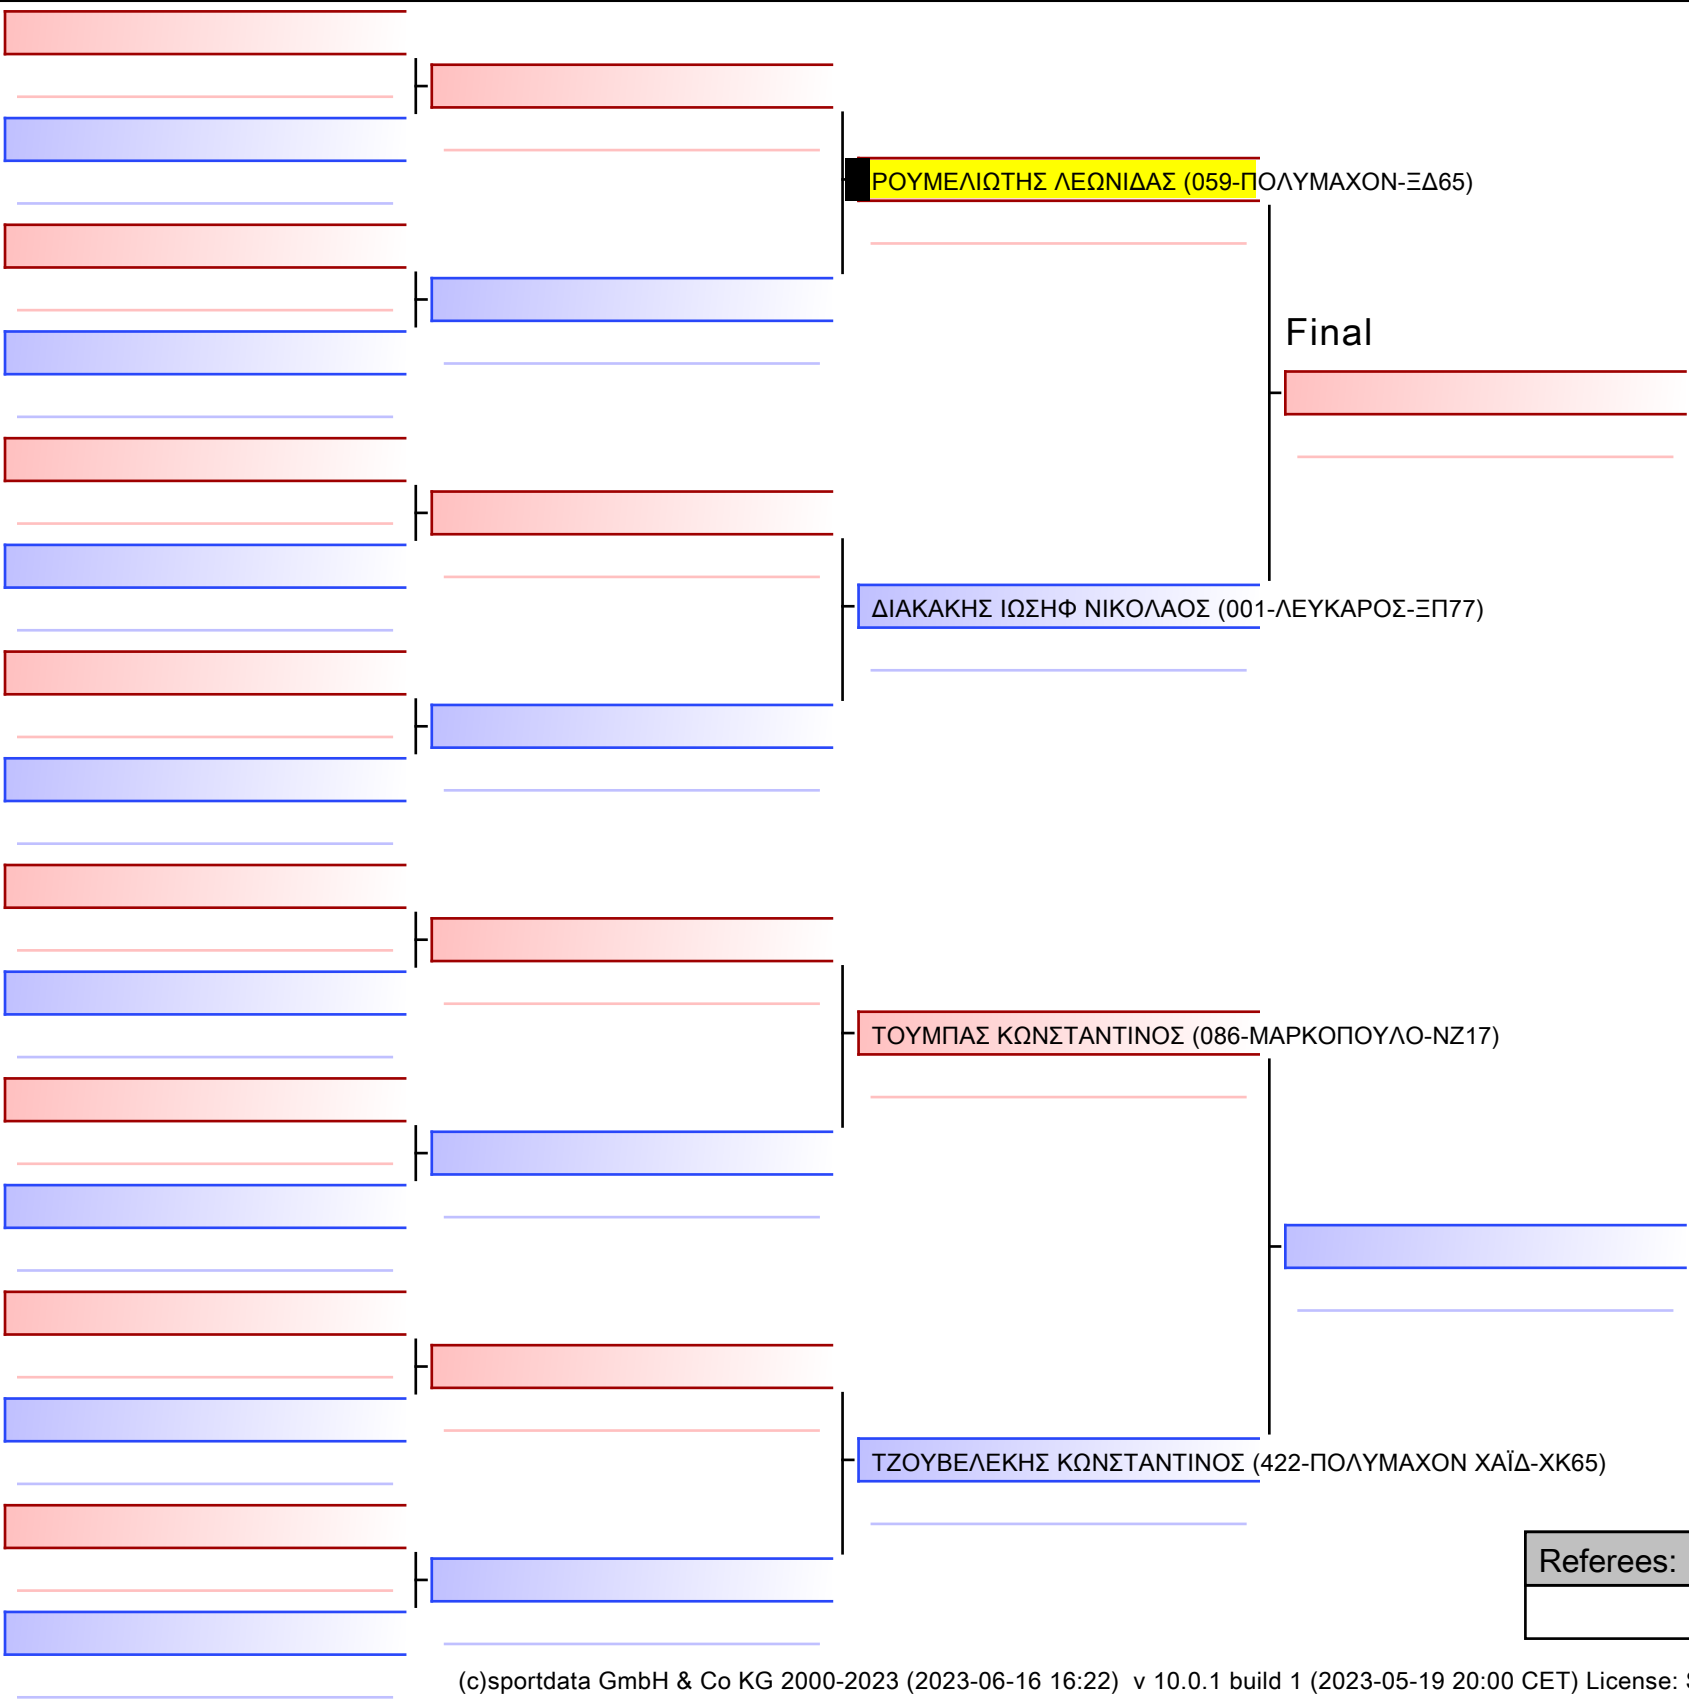 ΡΟΥΜΕΛΙΩΤΗΣ ΛΕΩΝΙΔΑΣ (059-ΠΟΛΥΜΑΧΟΝ-ΞΔ65)
Final
ΔΙΑΚΑΚΗΣ ΙΩΣΗΦ ΝΙΚΟΛΑΟΣ (001-ΛΕΥΚΑΡΟΣ-ΞΠ77)
ΤΟΥΜΠΑΣ ΚΩΝΣΤΑΝΤΙΝΟΣ (086-ΜΑΡΚΟΠΟΥΛΟ-ΝΖ17)
ΤΖΟΥΒΕΛΕΚΗΣ ΚΩΝΣΤΑΝΤΙΝΟΣ (422-ΠΟΛΥΜΑΧΟΝ ΧΑΪΔ-ΧΚ65)
Referees:
(c)sportdata GmbH & Co KG 2000-2023 (2023-06-16 16:22) v 10.0.1 build 1 (2023-05-19 20:00 CET) License: